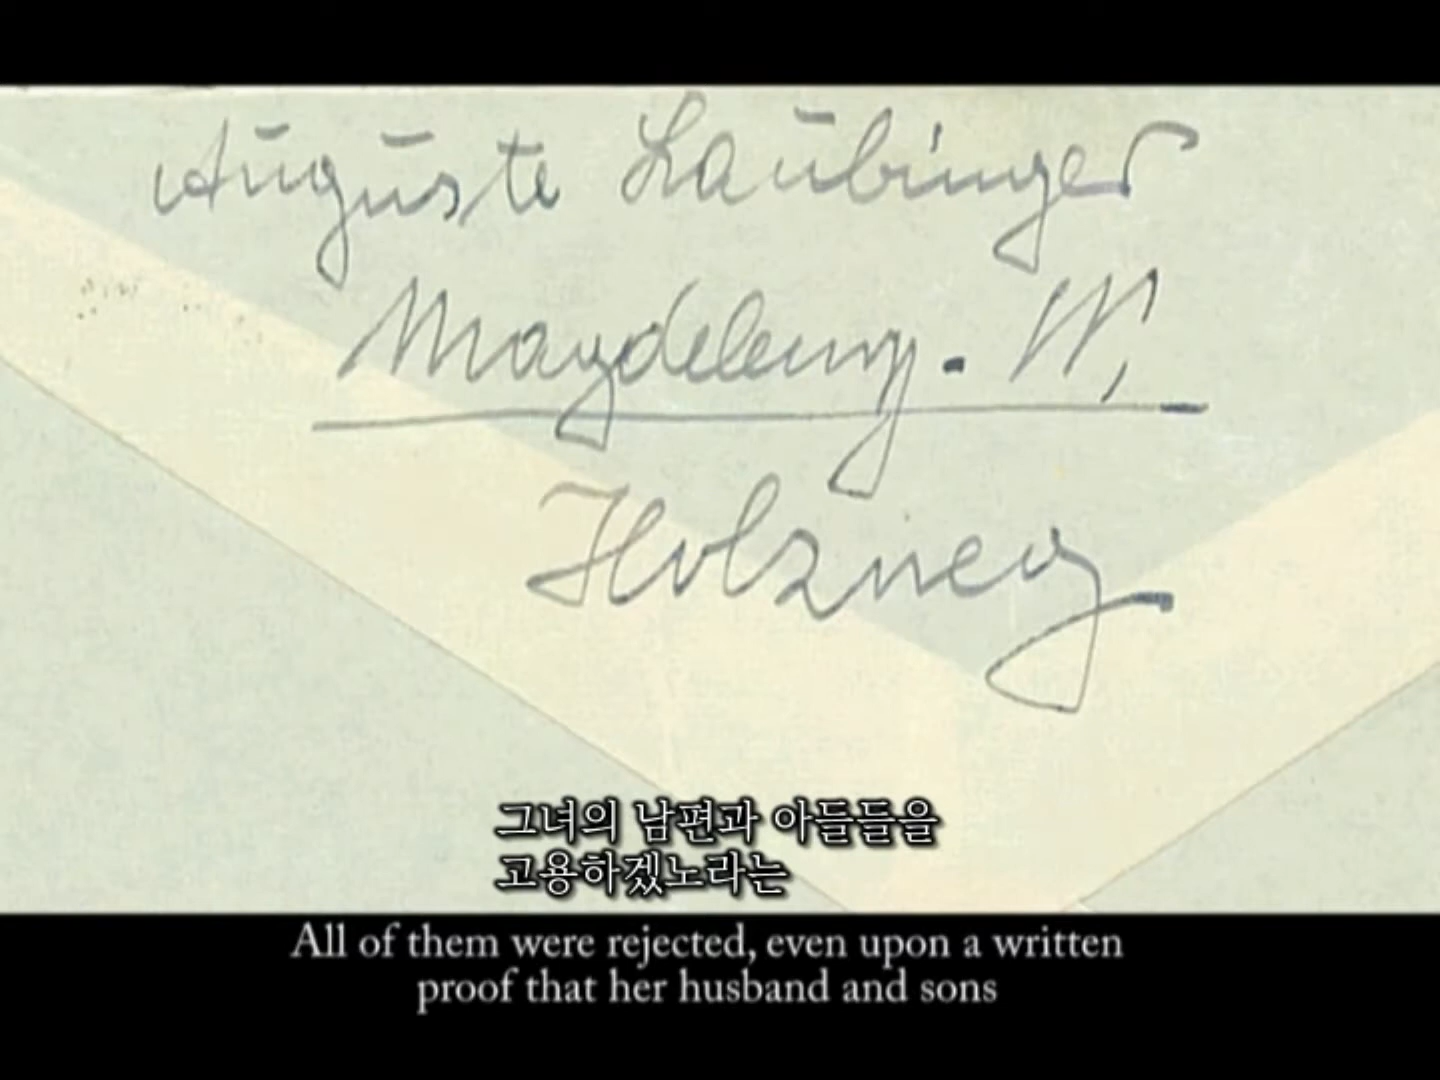 Auguste Laubinger
Magdeburg. W,
Holzweg
그녀의 남편과 아들들을
고용하겠노라는
All of them were rejected, even upon a written
proof that her husband and sons